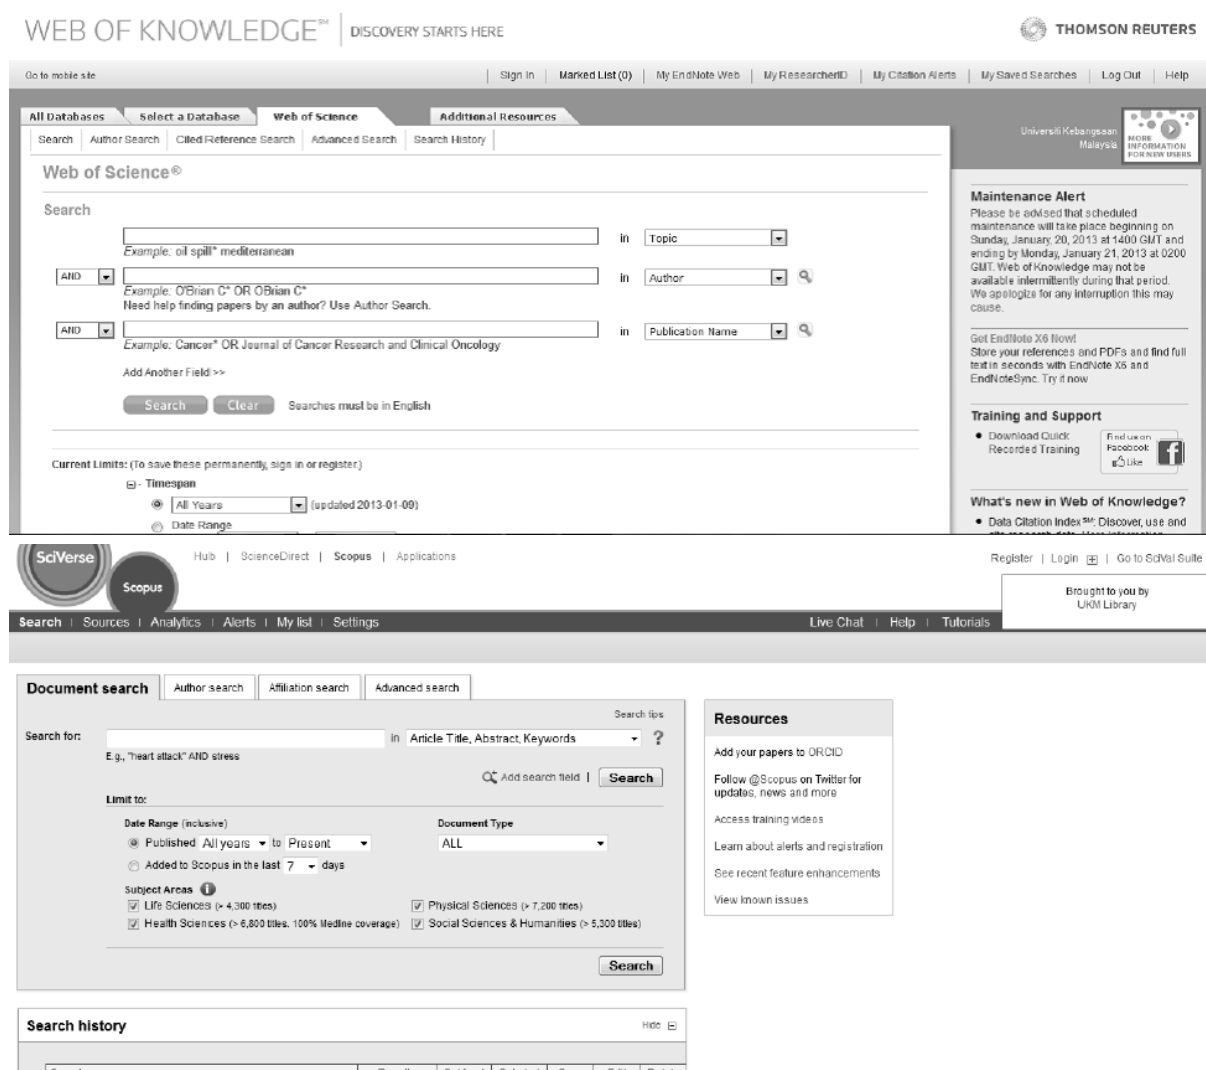 WEB OF KNOWLEDGE℠ DISCOVERY STARTS HERE
THOMSON REUTERS
Go to mobile site
Sign In | Marked List (0) | My EndNote Web | My ResearcherID | My Citation Alerts | My Saved Searches | Log Out | Help
All Databases Select a Database Web of Science Additional Resources
Search | Author Search | Cited Reference Search | Advanced Search | Search History
Universiti Kebangsaan
Malaysia
MORE
INFORMATION
FOR NEW USERS
Web of Science®
Search
in Topic
Example: oil spill* mediterranean
AND in Author
Example: O'Brian C* OR OBrian C*
Need help finding papers by an author? Use Author Search.
AND in Publication Name
Example: Cancer* OR Journal of Cancer Research and Clinical Oncology
Add Another Field >>
Search Clear Searches must be in English
Current Limits: (To save these permanently, sign in or register.)
Timespan
All Years (updated 2013-01-09)
Date Range
Maintenance Alert
Please be advised that scheduled
maintenance will take place beginning on
Sunday, January, 20, 2013 at 1400 GMT and
ending by Monday, January 21, 2013 at 0200
GMT. Web of Knowledge may not be
available intermittently during that period.
We apologize for any interruption this may
cause.
Get EndNote X6 Now!
Store your references and PDFs and find full
text in seconds with EndNote X6 and
EndNoteSync. Try it now
Training and Support
Download Quick
Recorded Training
Find us on
Facebook
Like
What's new in Web of Knowledge?
Data Citation Index℠: Discover, use and
SciVerse
Scopus
Hub | ScienceDirect | Scopus | Applications
Register | Login | Go to SciVal Suite
Brought to you by
UKM Library
Search | Sources | Analytics | Alerts | My list | Settings
Live Chat | Help | Tutorials
Document search Author search Affiliation search Advanced search
Search tips
Search for: in Article Title, Abstract, Keywords ?
E.g., "heart attack" AND stress
Add search field | Search
Limit to:
Date Range (inclusive) Document Type
Published All years to Present ALL
Added to Scopus in the last 7 days
Subject Areas
Life Sciences (> 4,300 titles) Physical Sciences (> 7,200 titles)
Health Sciences (> 6,800 titles. 100% Medline coverage) Social Sciences & Humanities (> 5,300 titles)
Search
Resources
Add your papers to ORCID
Follow @Scopus on Twitter for
updates, news and more
Access training videos
Learn about alerts and registration
See recent feature enhancements
View known issues
Search history Hide